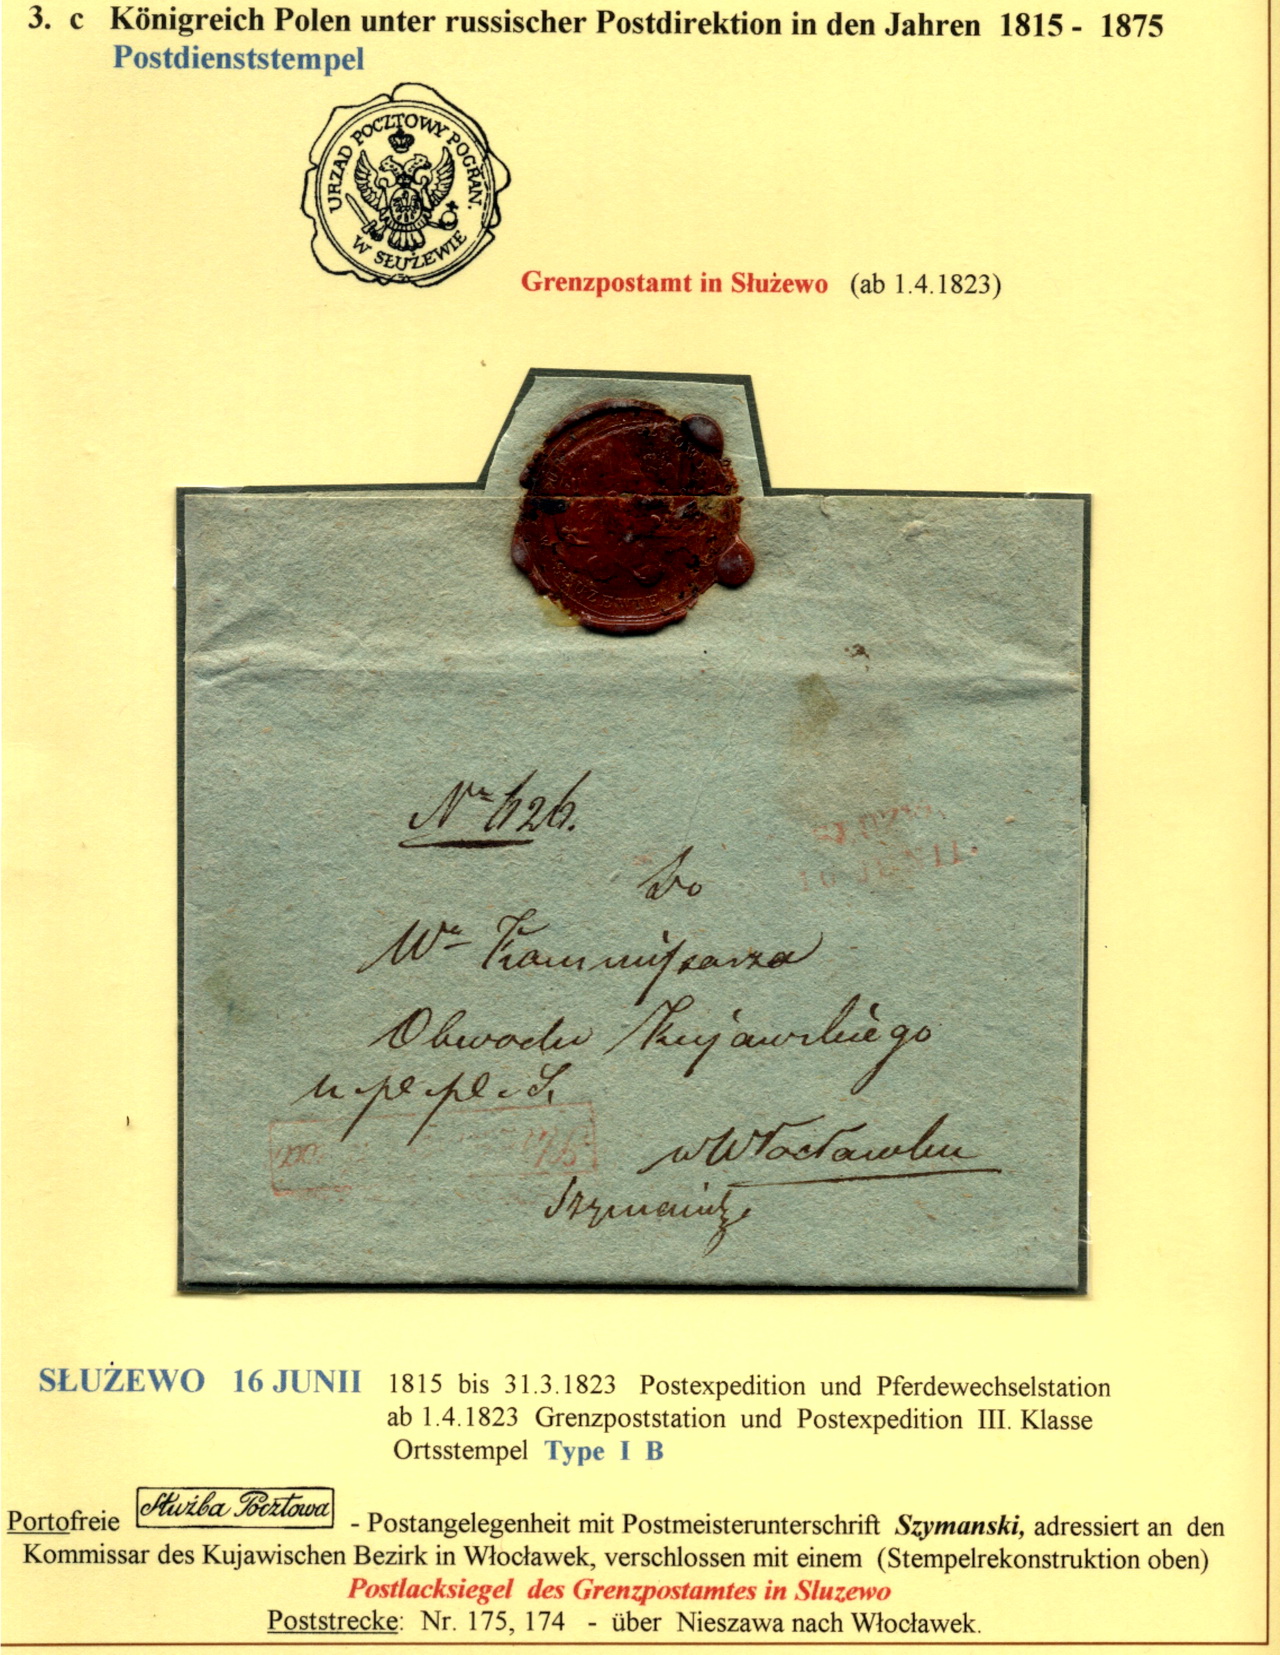 3. c Königreich Polen unter russischer Postdirektion in den Jahren 1815 - 1875
Postdienststempel
URZĄD POCZTOWY POGRAN.
W SŁUŻEWIE
Grenzpostamt in Służewo (ab 1.4.1823)
Nr 626.
Do
Wo Kommissarza
Obwodu Kujawskiego
w Włocławku
SŁUŻEWO 16 JUNII 1815 bis 31.3.1823 Postexpedition und Pferdewechselstation
ab 1.4.1823 Grenzpoststation und Postexpedition III. Klasse
Ortsstempel Type I B
Portofreie Służba Pocztowa - Postangelegenheit mit Postmeisterunterschrift Szymanski, adressiert an den
Kommissar des Kujawischen Bezirk in Włocławek, verschlossen mit einem (Stempelrekonstruktion oben)
Postlacksiegel des Grenzpostamtes in Sluzewo
Poststrecke: Nr. 175, 174 - über Nieszawa nach Włocławek.